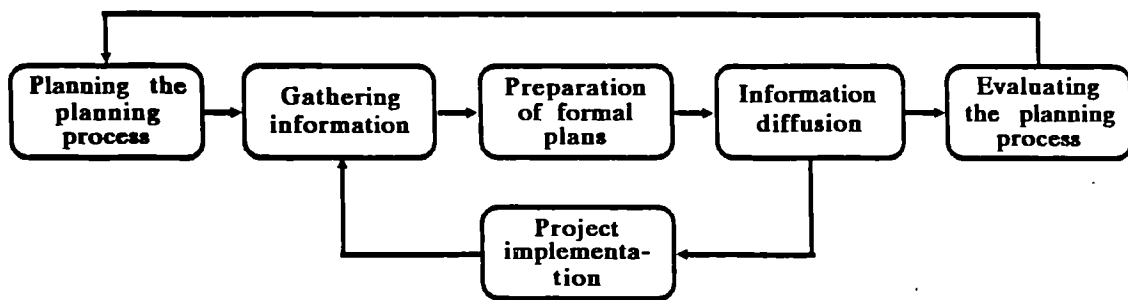 Planning the
planning
process
Gathering
information
Preparation
of formal
plans
Information
diffusion
Evaluating
the planning
process
Project
implementa-
tion